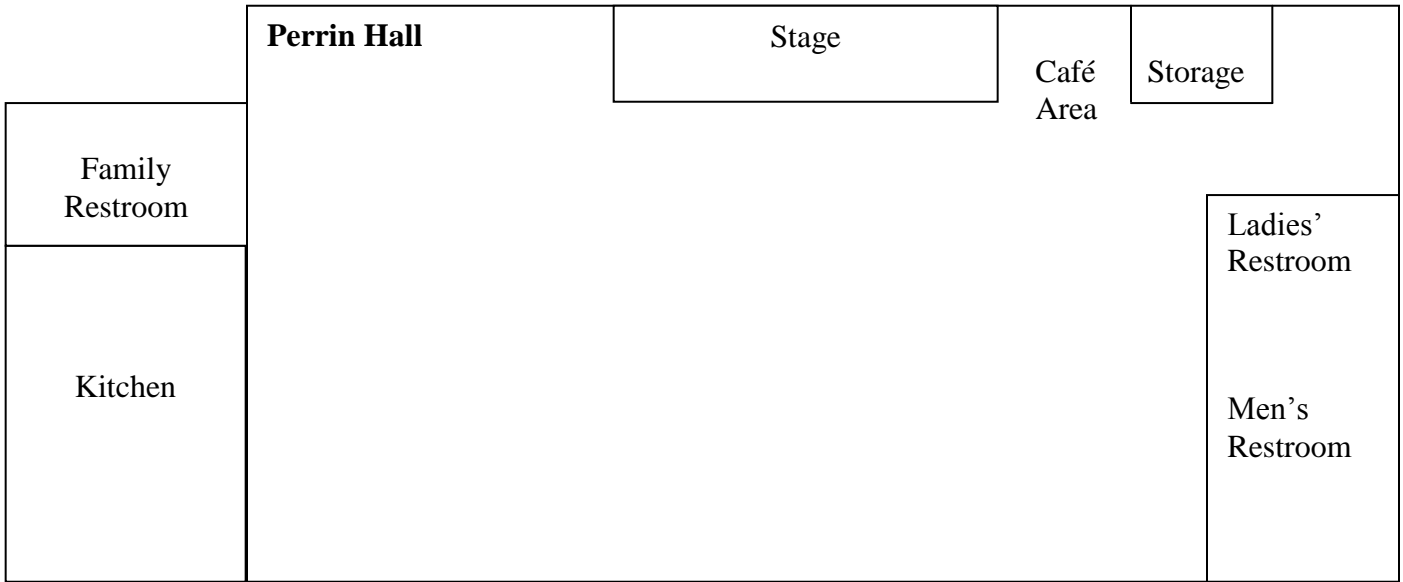 Perrin Hall
Stage
Café
Area
Storage
Family
Restroom
Ladies’
Restroom
Kitchen
Men’s
Restroom